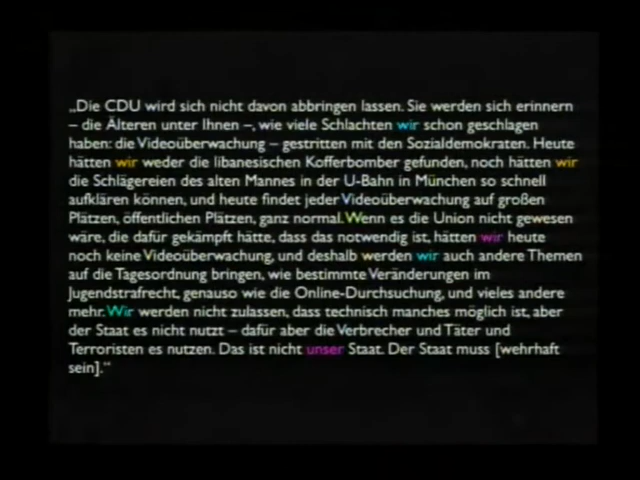 „Die CDU wird sich nicht davon abbringen lassen. Sie werden sich erinnern
– die Älteren unter Ihnen –, wie viele Schlachten wir schon geschlagen
haben: die Videoüberwachung – gestritten mit den Sozialdemokraten. Heute
hätten wir weder die libanesischen Kofferbomber gefunden, noch hätten wir
die Schlägereien des alten Mannes in der U-Bahn in München so schnell
aufklären können, und heute findet jeder Videoüberwachung auf großen
Plätzen, öffentlichen Plätzen, ganz normal. Wenn es die Union nicht gewesen
wäre, die dafür gekämpft hätte, dass das notwendig ist, hätten wir heute
noch keine Videoüberwachung, und deshalb werden wir auch andere Themen
auf die Tagesordnung bringen, wie bestimmte Veränderungen im
Jugendstrafrecht, genauso wie die Online-Durchsuchung, und vieles andere
mehr. Wir werden nicht zulassen, dass technisch manches möglich ist, aber
der Staat es nicht nutzt – dafür aber die Verbrecher und Täter und
Terroristen es nutzen. Das ist nicht unser Staat. Der Staat muss [wehrhaft
sein].“